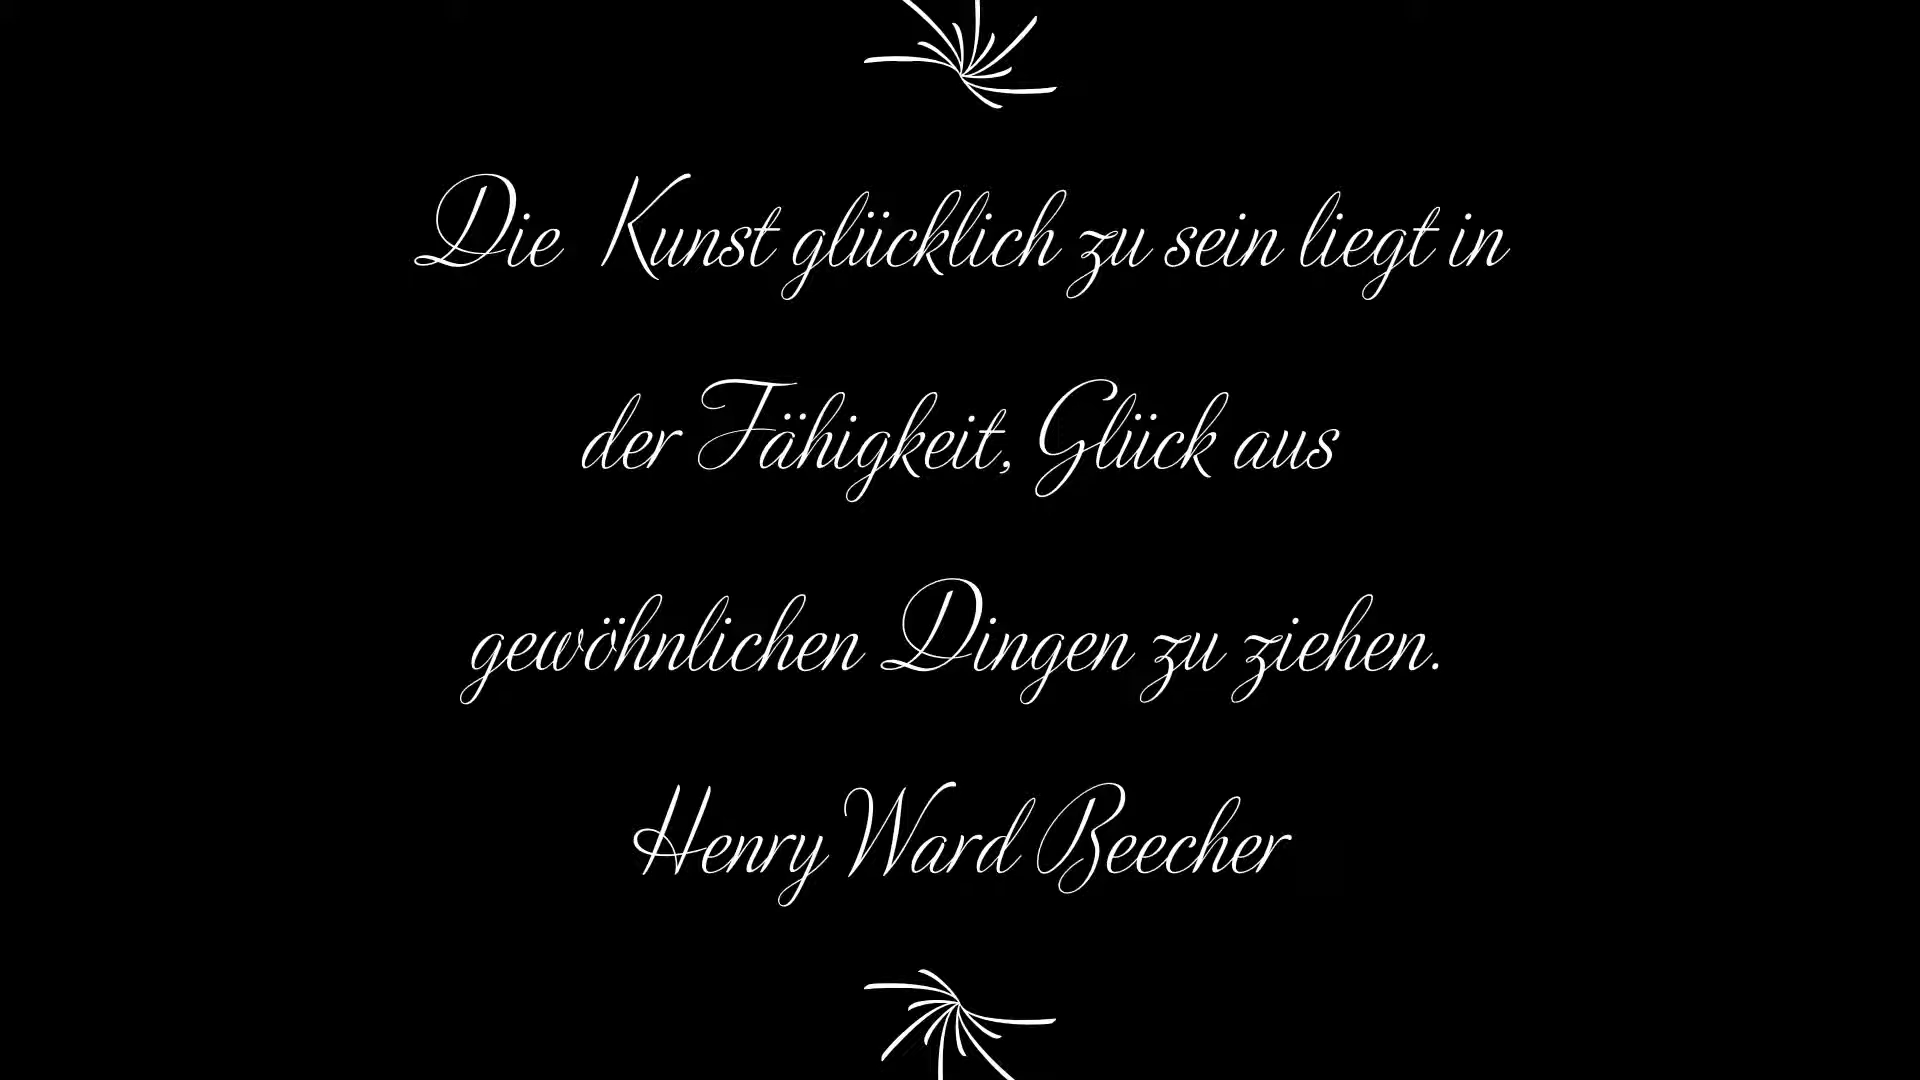 Die Kunst glücklich zu sein liegt in
der Fähigkeit, Glück aus
gewöhnlichen Dingen zu ziehen.
Henry Ward Beecher